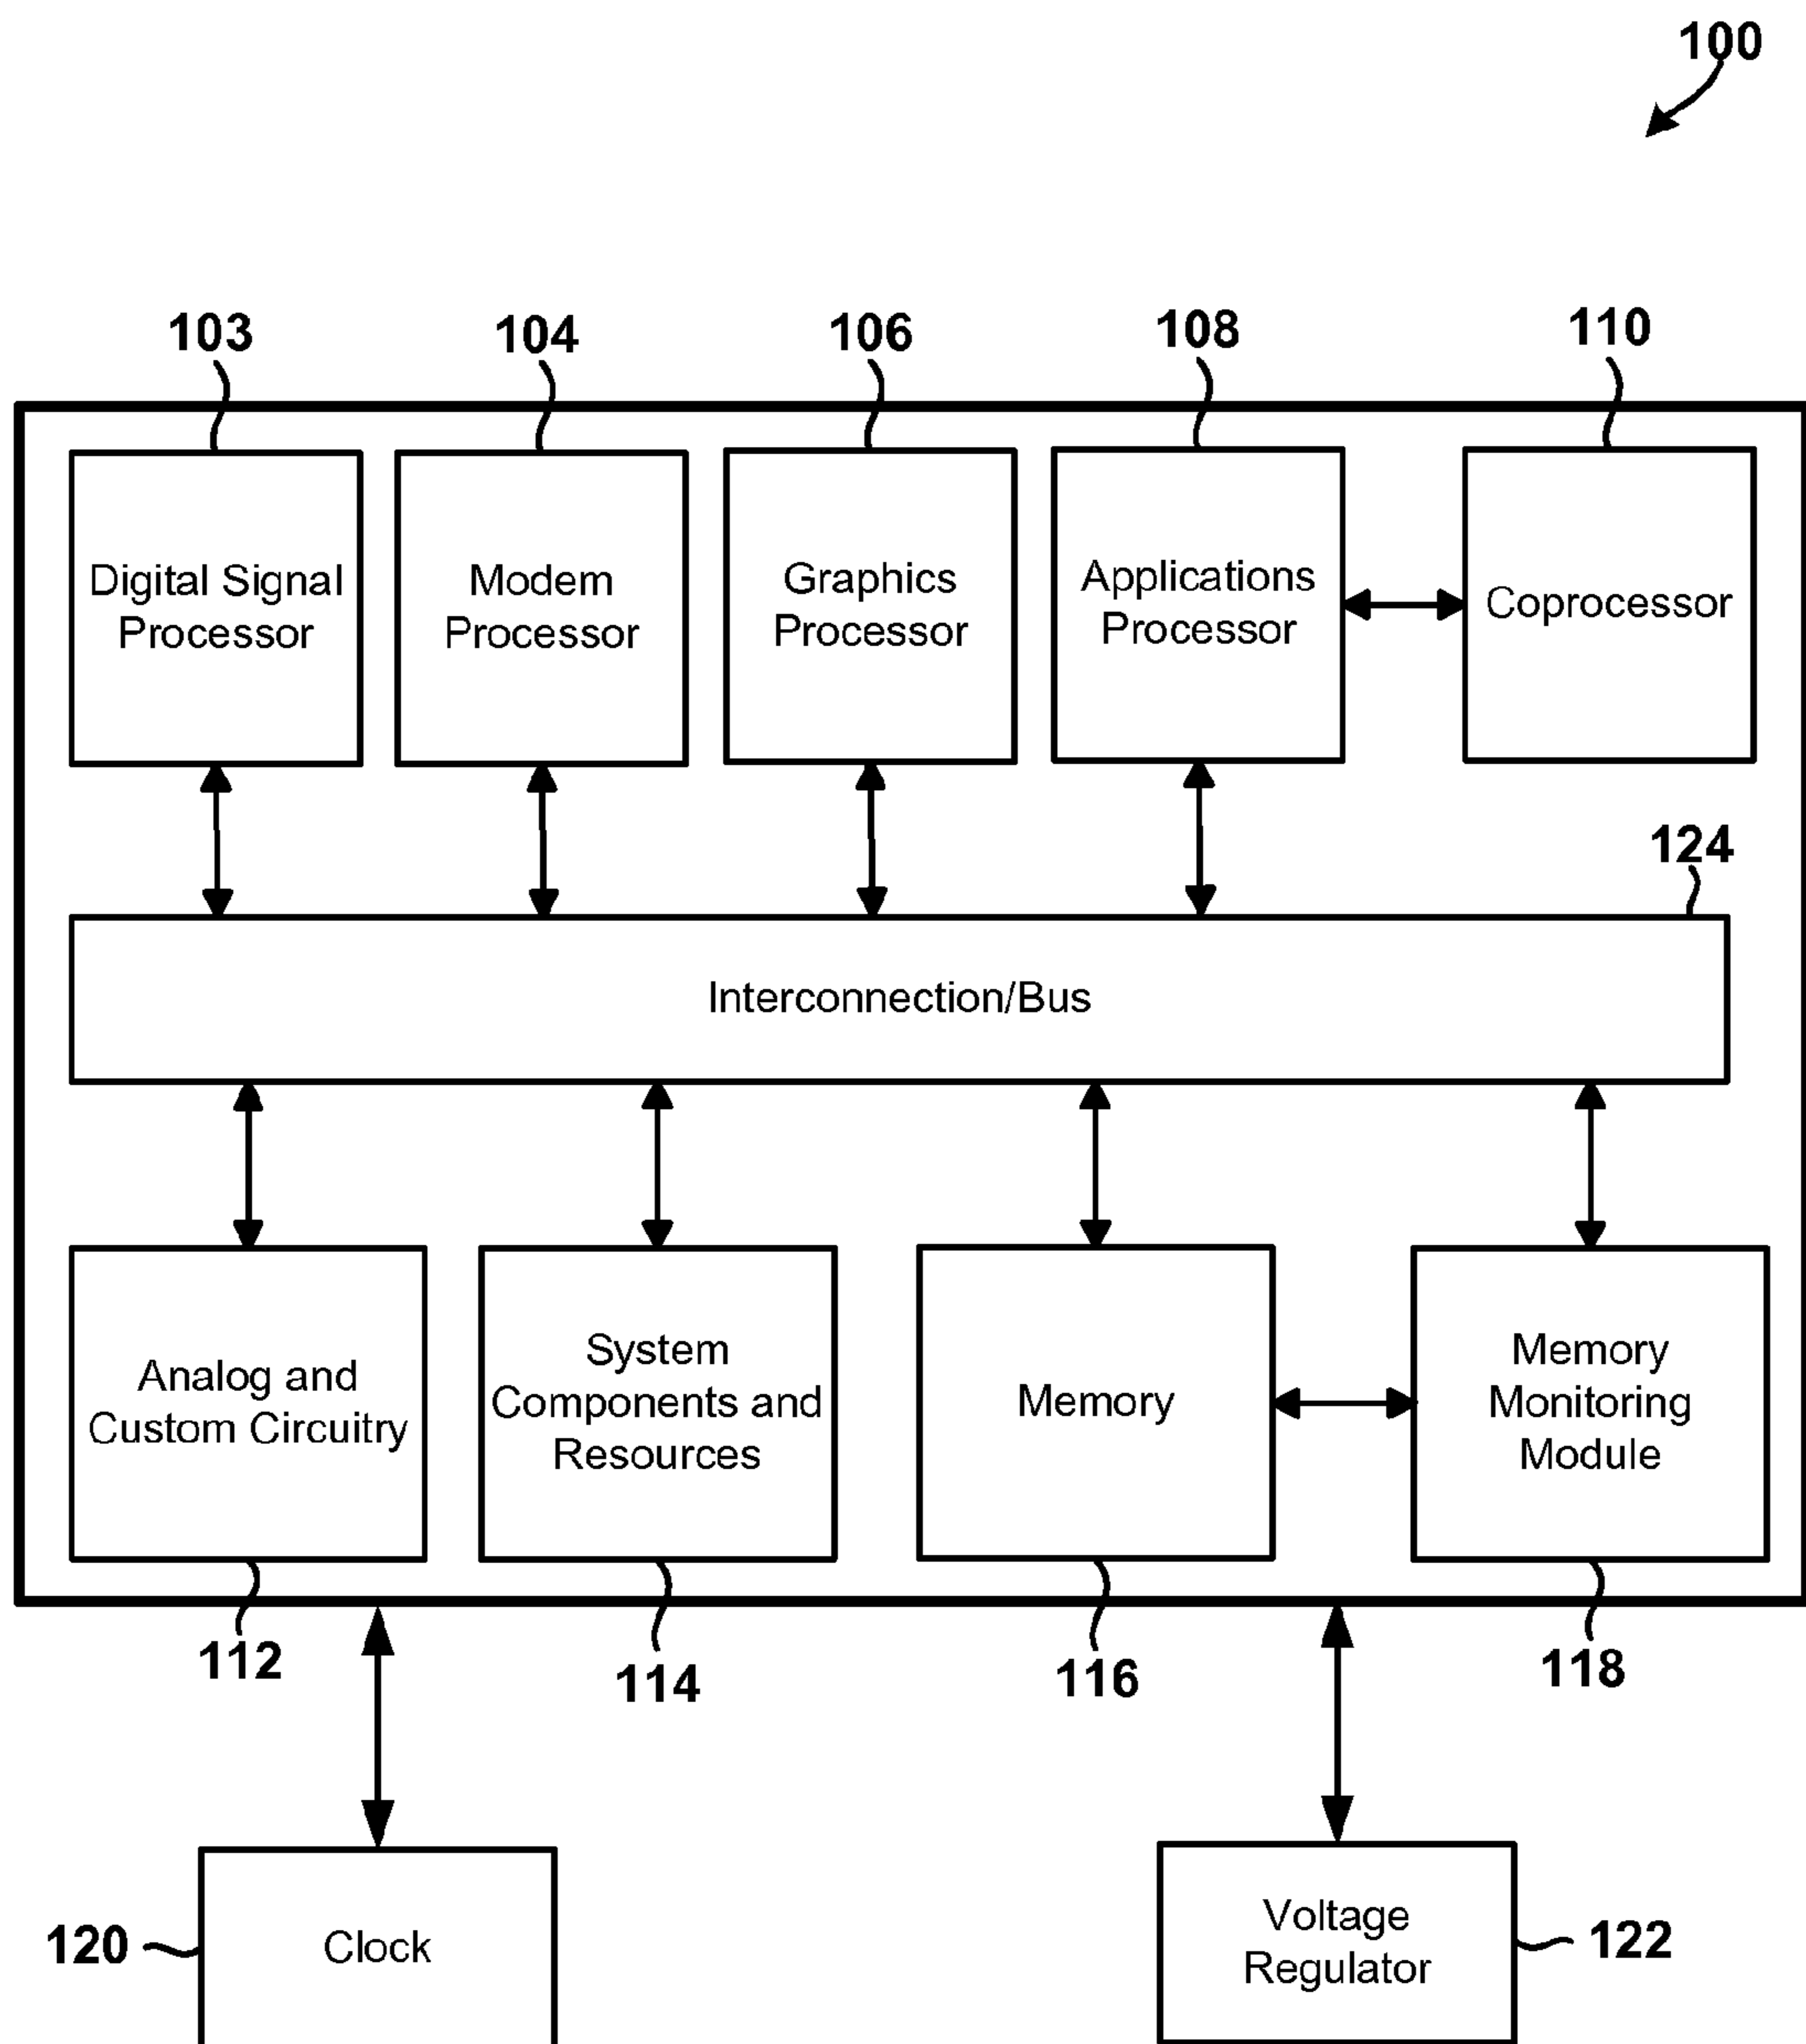 100
103
104
106
108
110
Digital Signal
Processor
Modem
Processor
Graphics
Processor
Applications
Processor
Coprocessor
124
Interconnection/Bus
Analog and
Custom Circuitry
System
Components and
Resources
Memory
Memory
Monitoring
Module
112
114
116
118
120
Clock
Voltage
Regulator
122